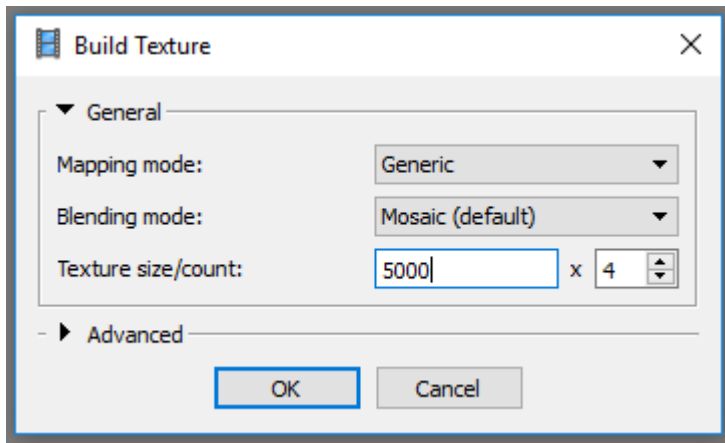 Build Texture
General
Mapping mode: Generic
Blending mode: Mosaic (default)
Texture size/count: 5000 x 4
Advanced
OK Cancel